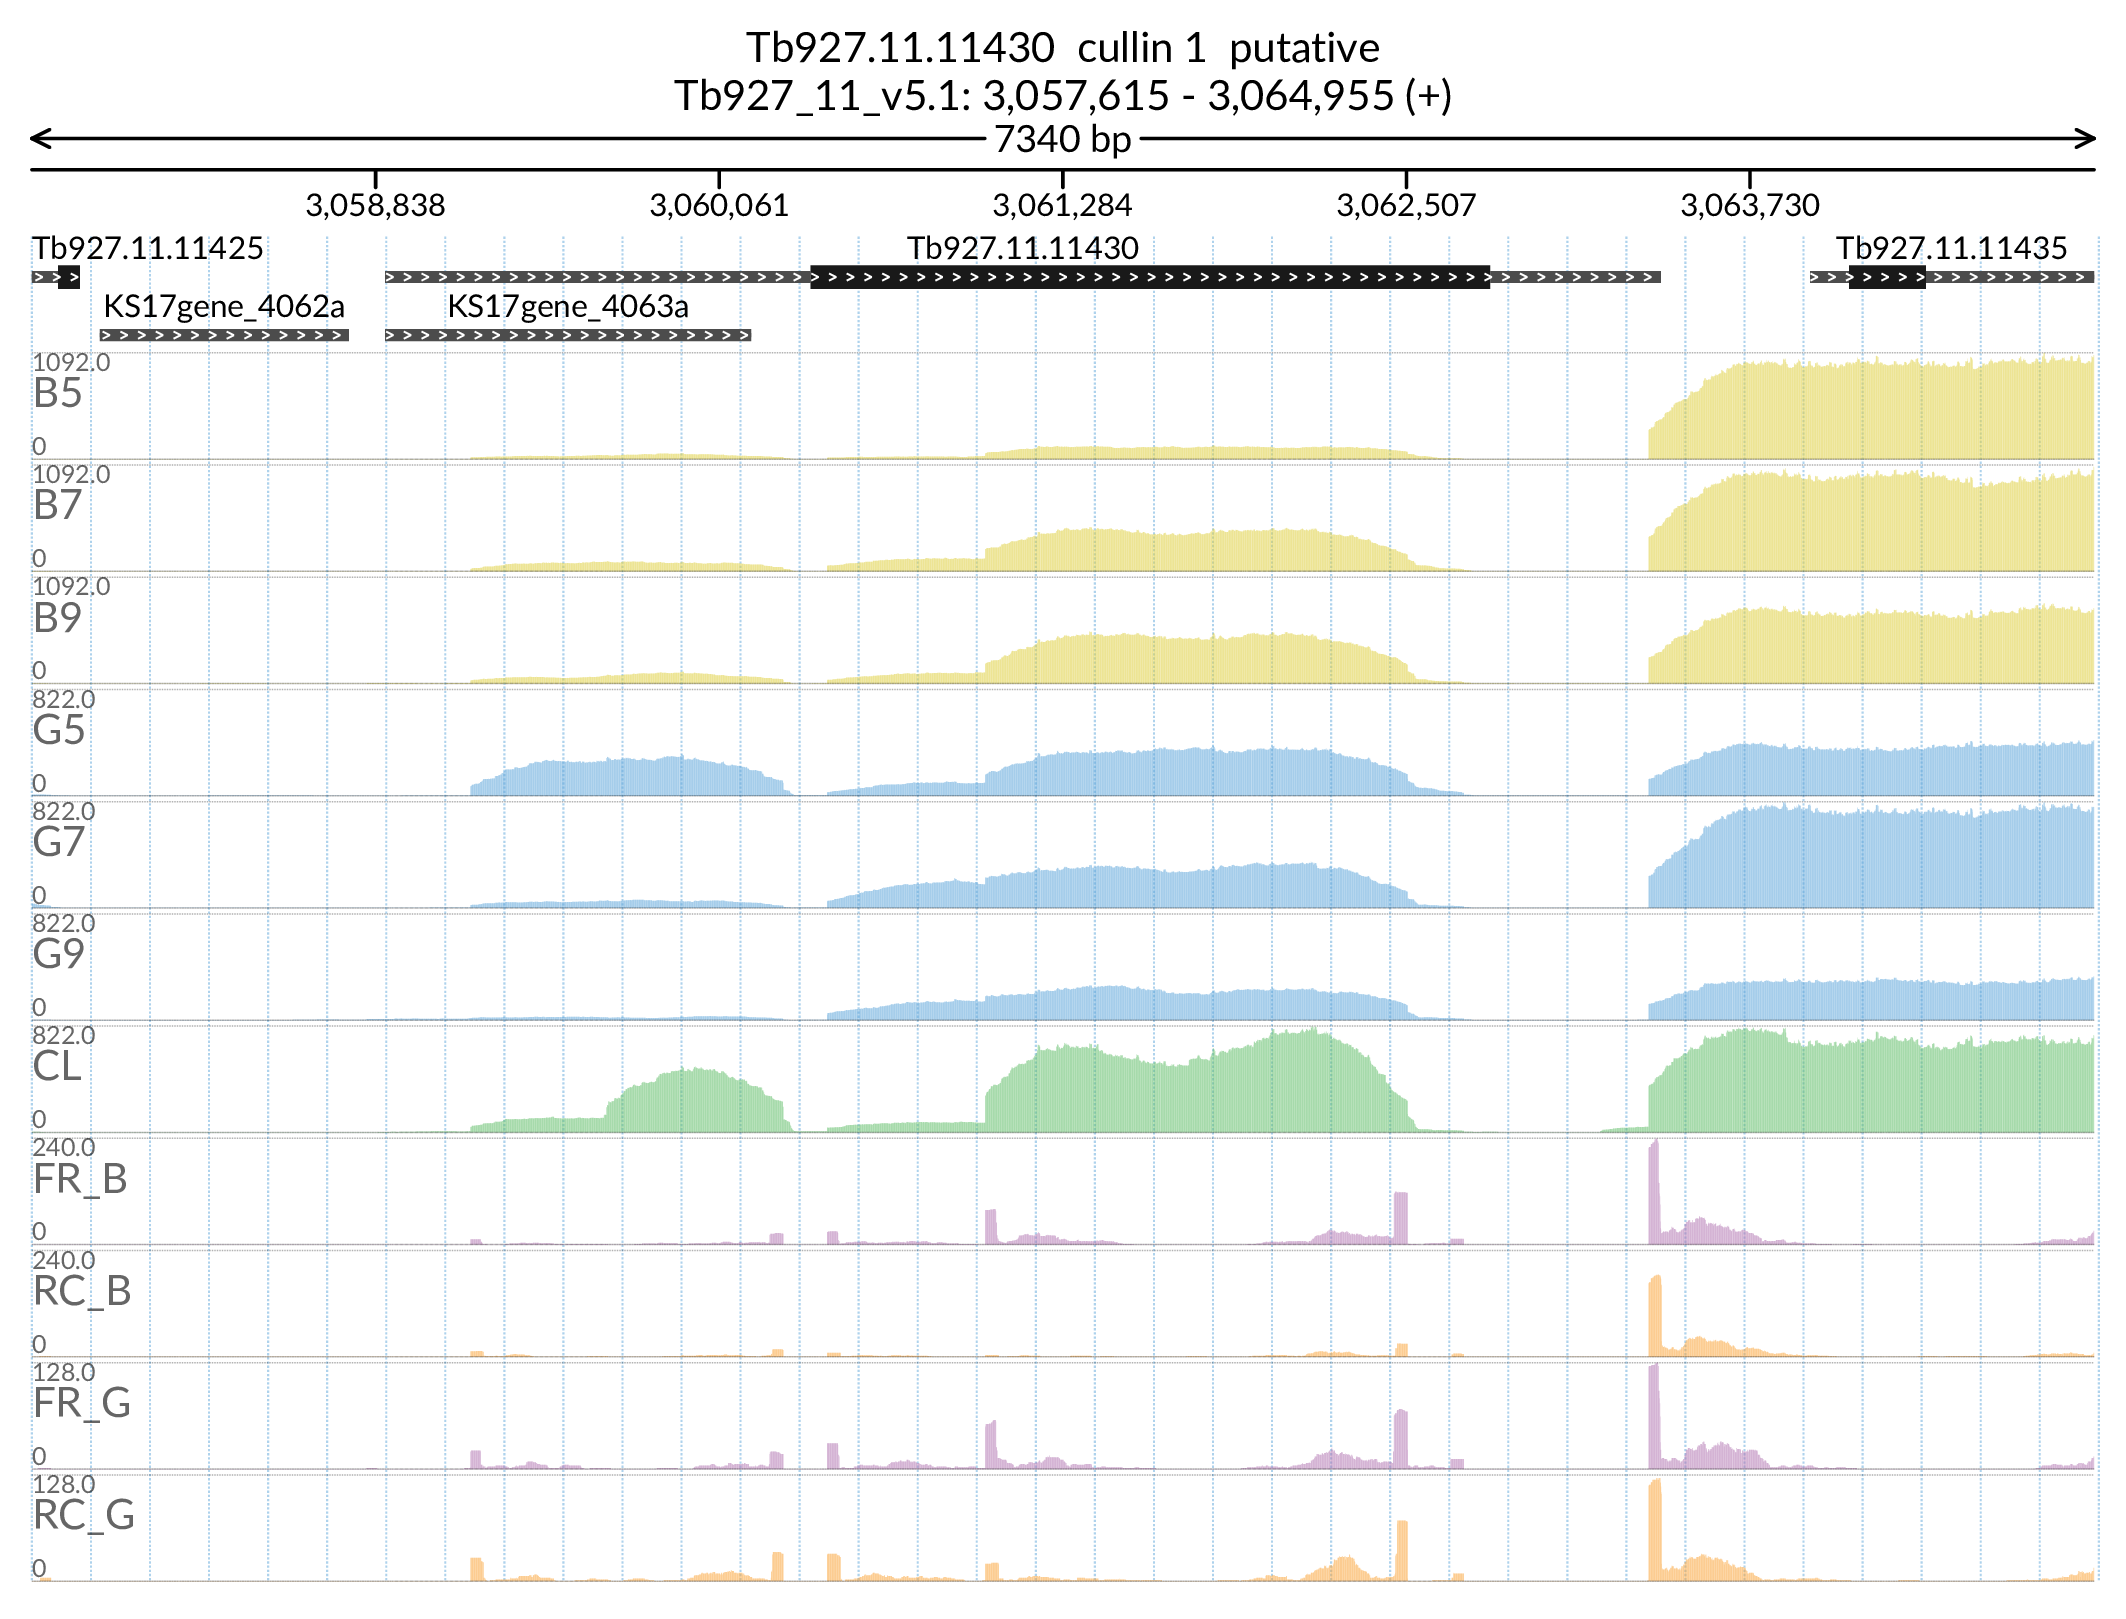 Tb927.11.11430 cullin 1 putative
Tb927_11_v5.1: 3,057,615 - 3,064,955 (+)
7340 bp
3,058,838 3,060,061 3,061,284 3,062,507 3,063,730
Tb927.11.11425 Tb927.11.11430 Tb927.11.11435
KS17gene_4062a KS17gene_4063a
1092.0
B5
0
1092.0
B7
0
1092.0
B9
0
822.0
G5
0
822.0
G7
0
822.0
G9
0
822.0
CL
0
240.0
FR_B
0
240.0
RC_B
0
128.0
FR_G
0
128.0
RC_G
0